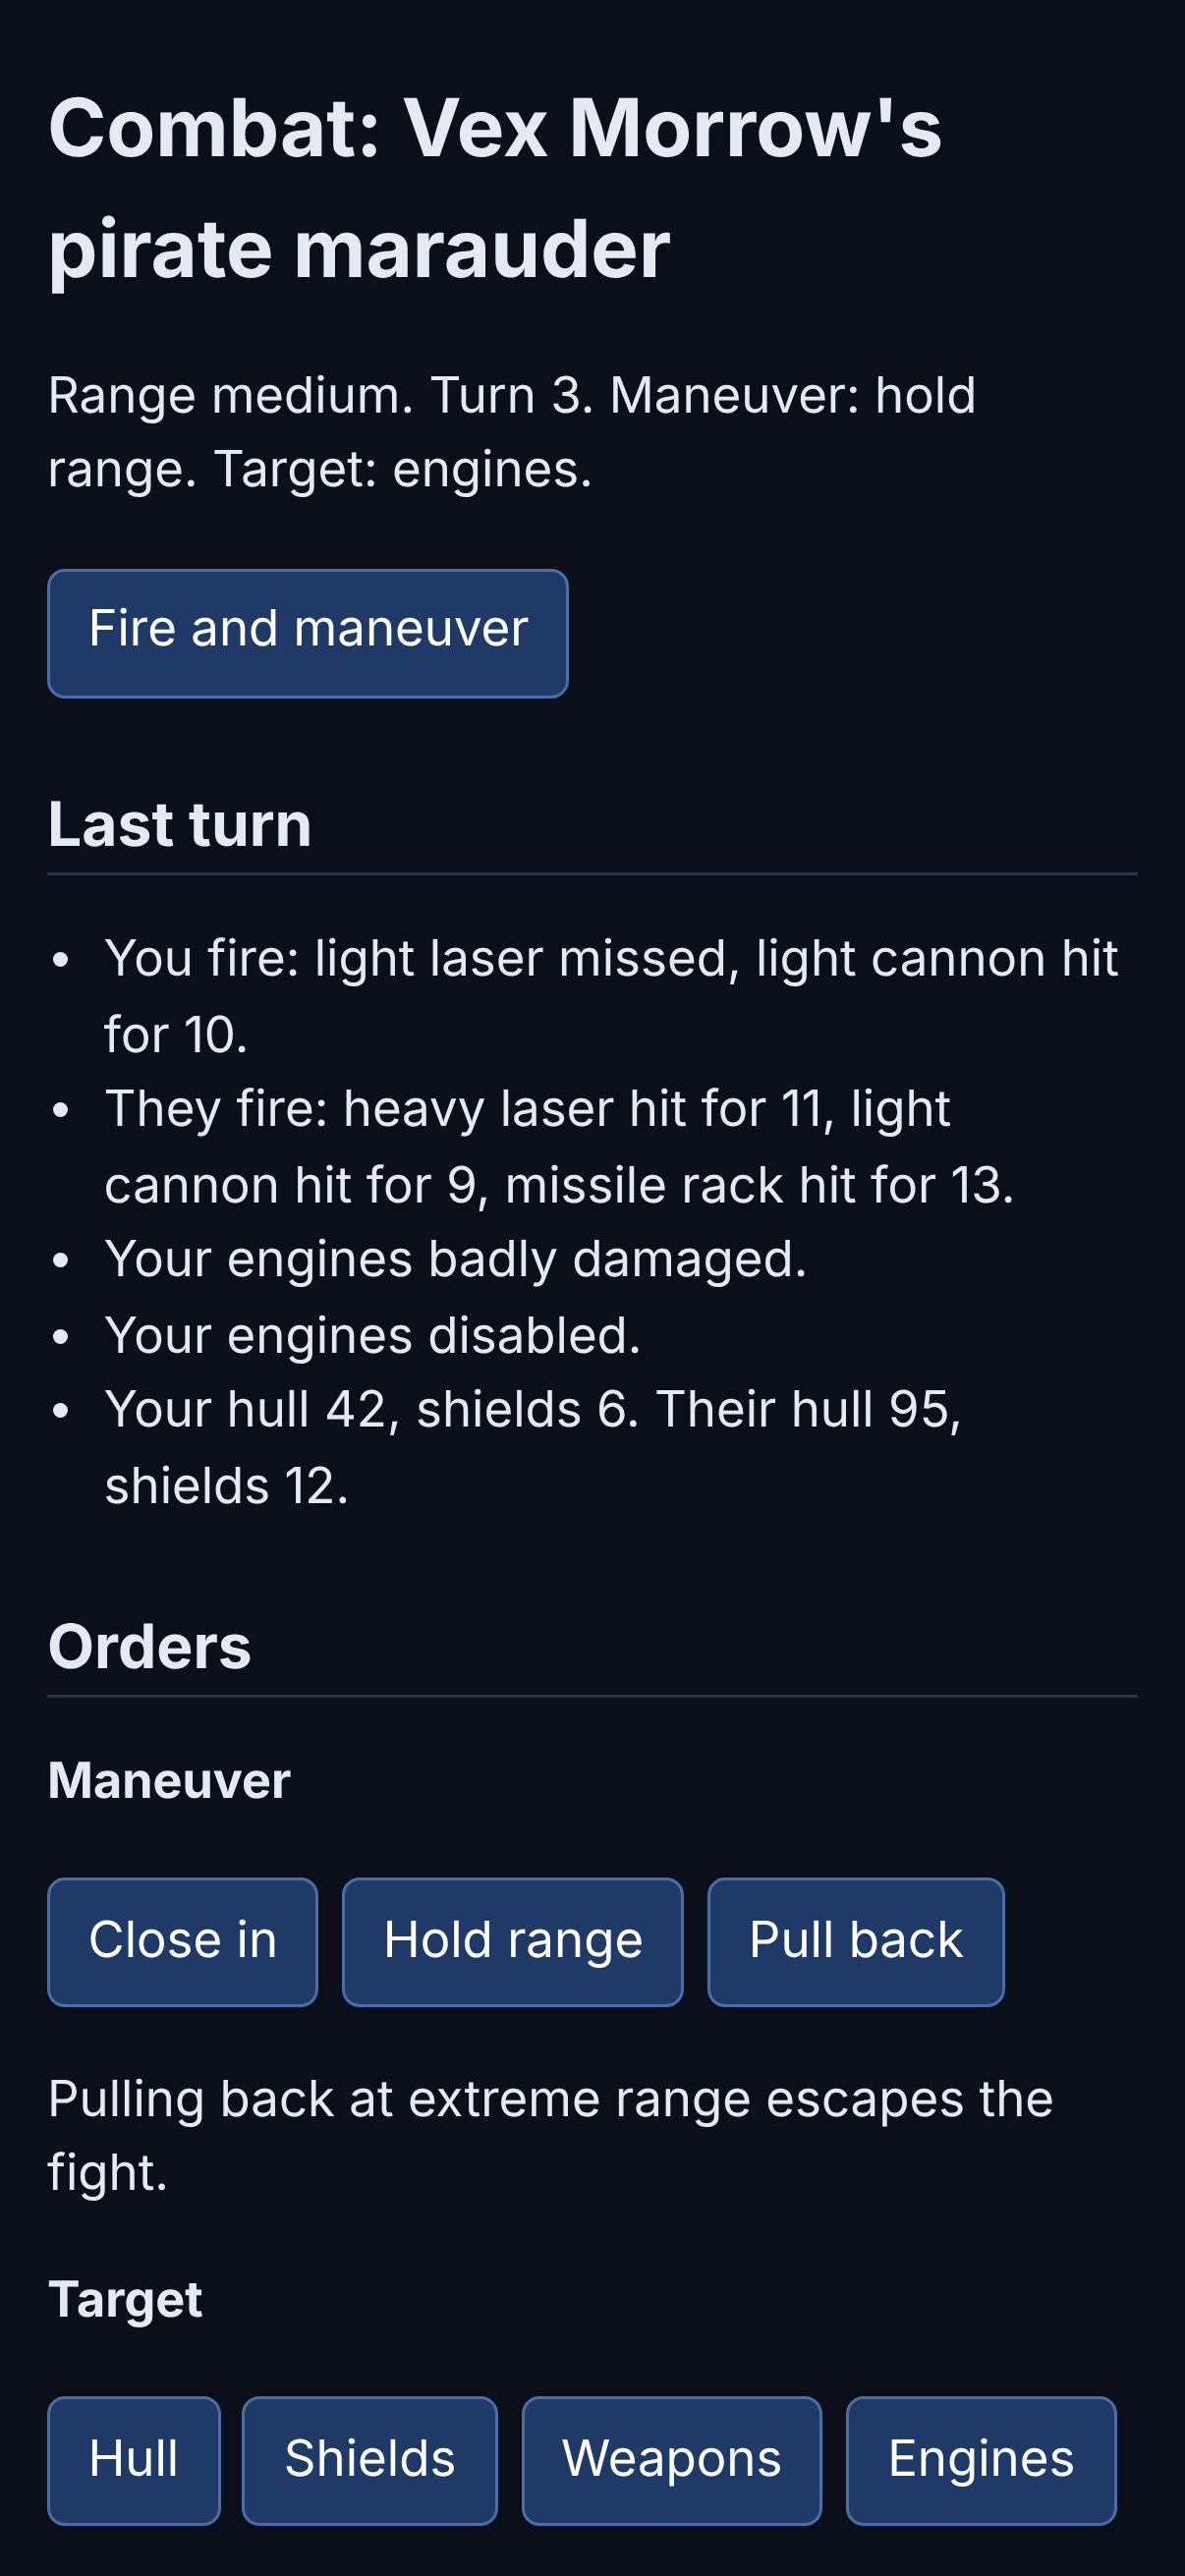 Combat: Vex Morrow's
pirate marauder
Range medium. Turn 3. Maneuver: hold
range. Target: engines.
Fire and maneuver
Last turn
• You fire: light laser missed, light cannon hit
for 10.
• They fire: heavy laser hit for 11, light
cannon hit for 9, missile rack hit for 13.
• Your engines badly damaged.
• Your engines disabled.
• Your hull 42, shields 6. Their hull 95,
shields 12.
Orders
Maneuver
Close in Hold range Pull back
Pulling back at extreme range escapes the
fight.
Target
Hull Shields Weapons Engines